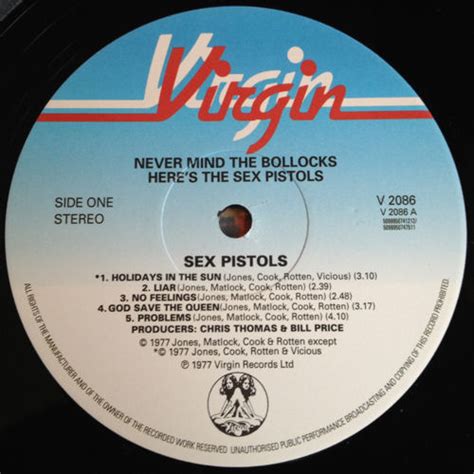 Virgin
NEVER MIND THE BOLLOCKS
HERE'S THE SEX PISTOLS
SIDE ONE
STEREO
V 2086
V 2086 A
SEX PISTOLS
*1. HOLIDAYS IN THE SUN (Jones, Cook, Rotten, Vicious) (3.10)
2. LIAR (Jones, Matlock, Cook, Rotten) (2.39)
3. NO FEELINGS (Jones, Matlock, Cook, Rotten) (2.48)
4. GOD SAVE THE QUEEN (Jones, Matlock, Cook, Rotten) (3.17)
5. PROBLEMS (Jones, Matlock, Cook, Rotten) (4.10)
PRODUCERS: CHRIS THOMAS & BILL PRICE
© 1977 Jones, Matlock, Cook & Rotten except
*© 1977 Jones, Cook, Rotten & Vicious
℗ 1977 Virgin Records Ltd
ALL RIGHTS OF THE MANUFACTURER AND OF THE OWNER OF THE RECORDED WORK RESERVED UNAUTHORISED PUBLIC PERFORMANCE BROADCASTING AND COPYING OF THIS RECORD PROHIBITED